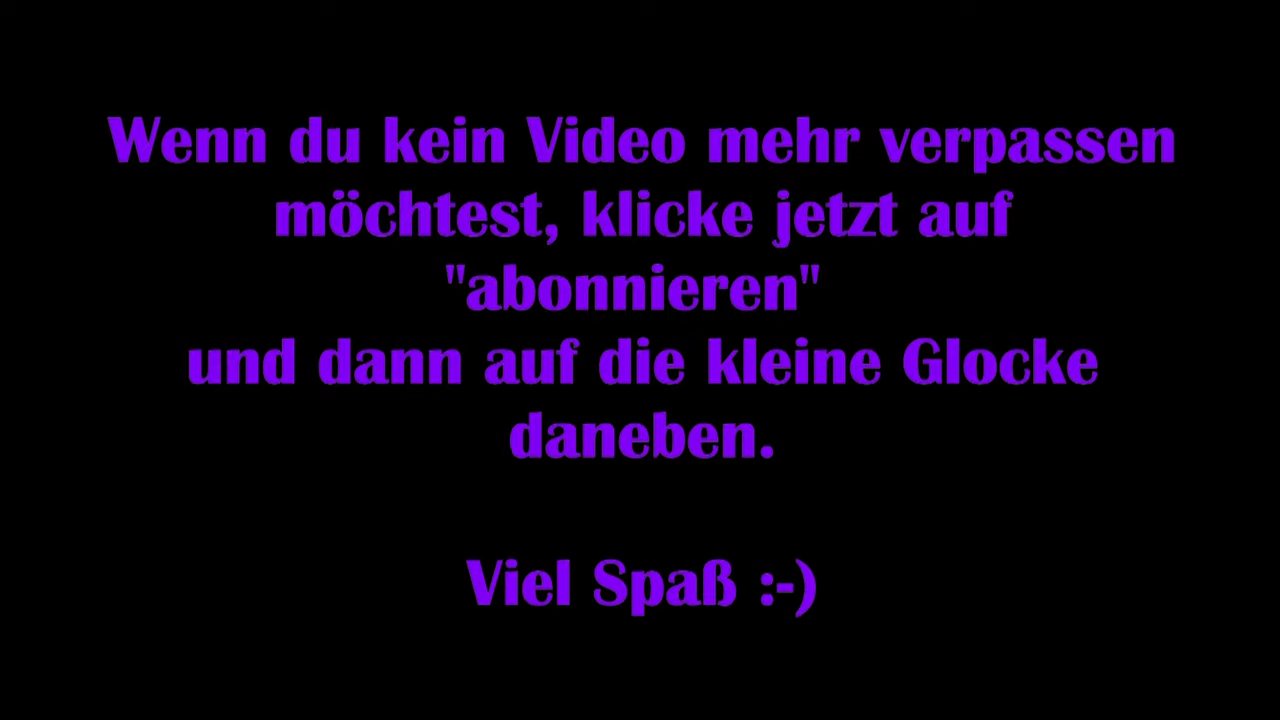 Wenn du kein Video mehr verpassen
möchtest, klicke jetzt auf
"abonnieren"
und dann auf die kleine Glocke
daneben.
Viel Spaß :-)